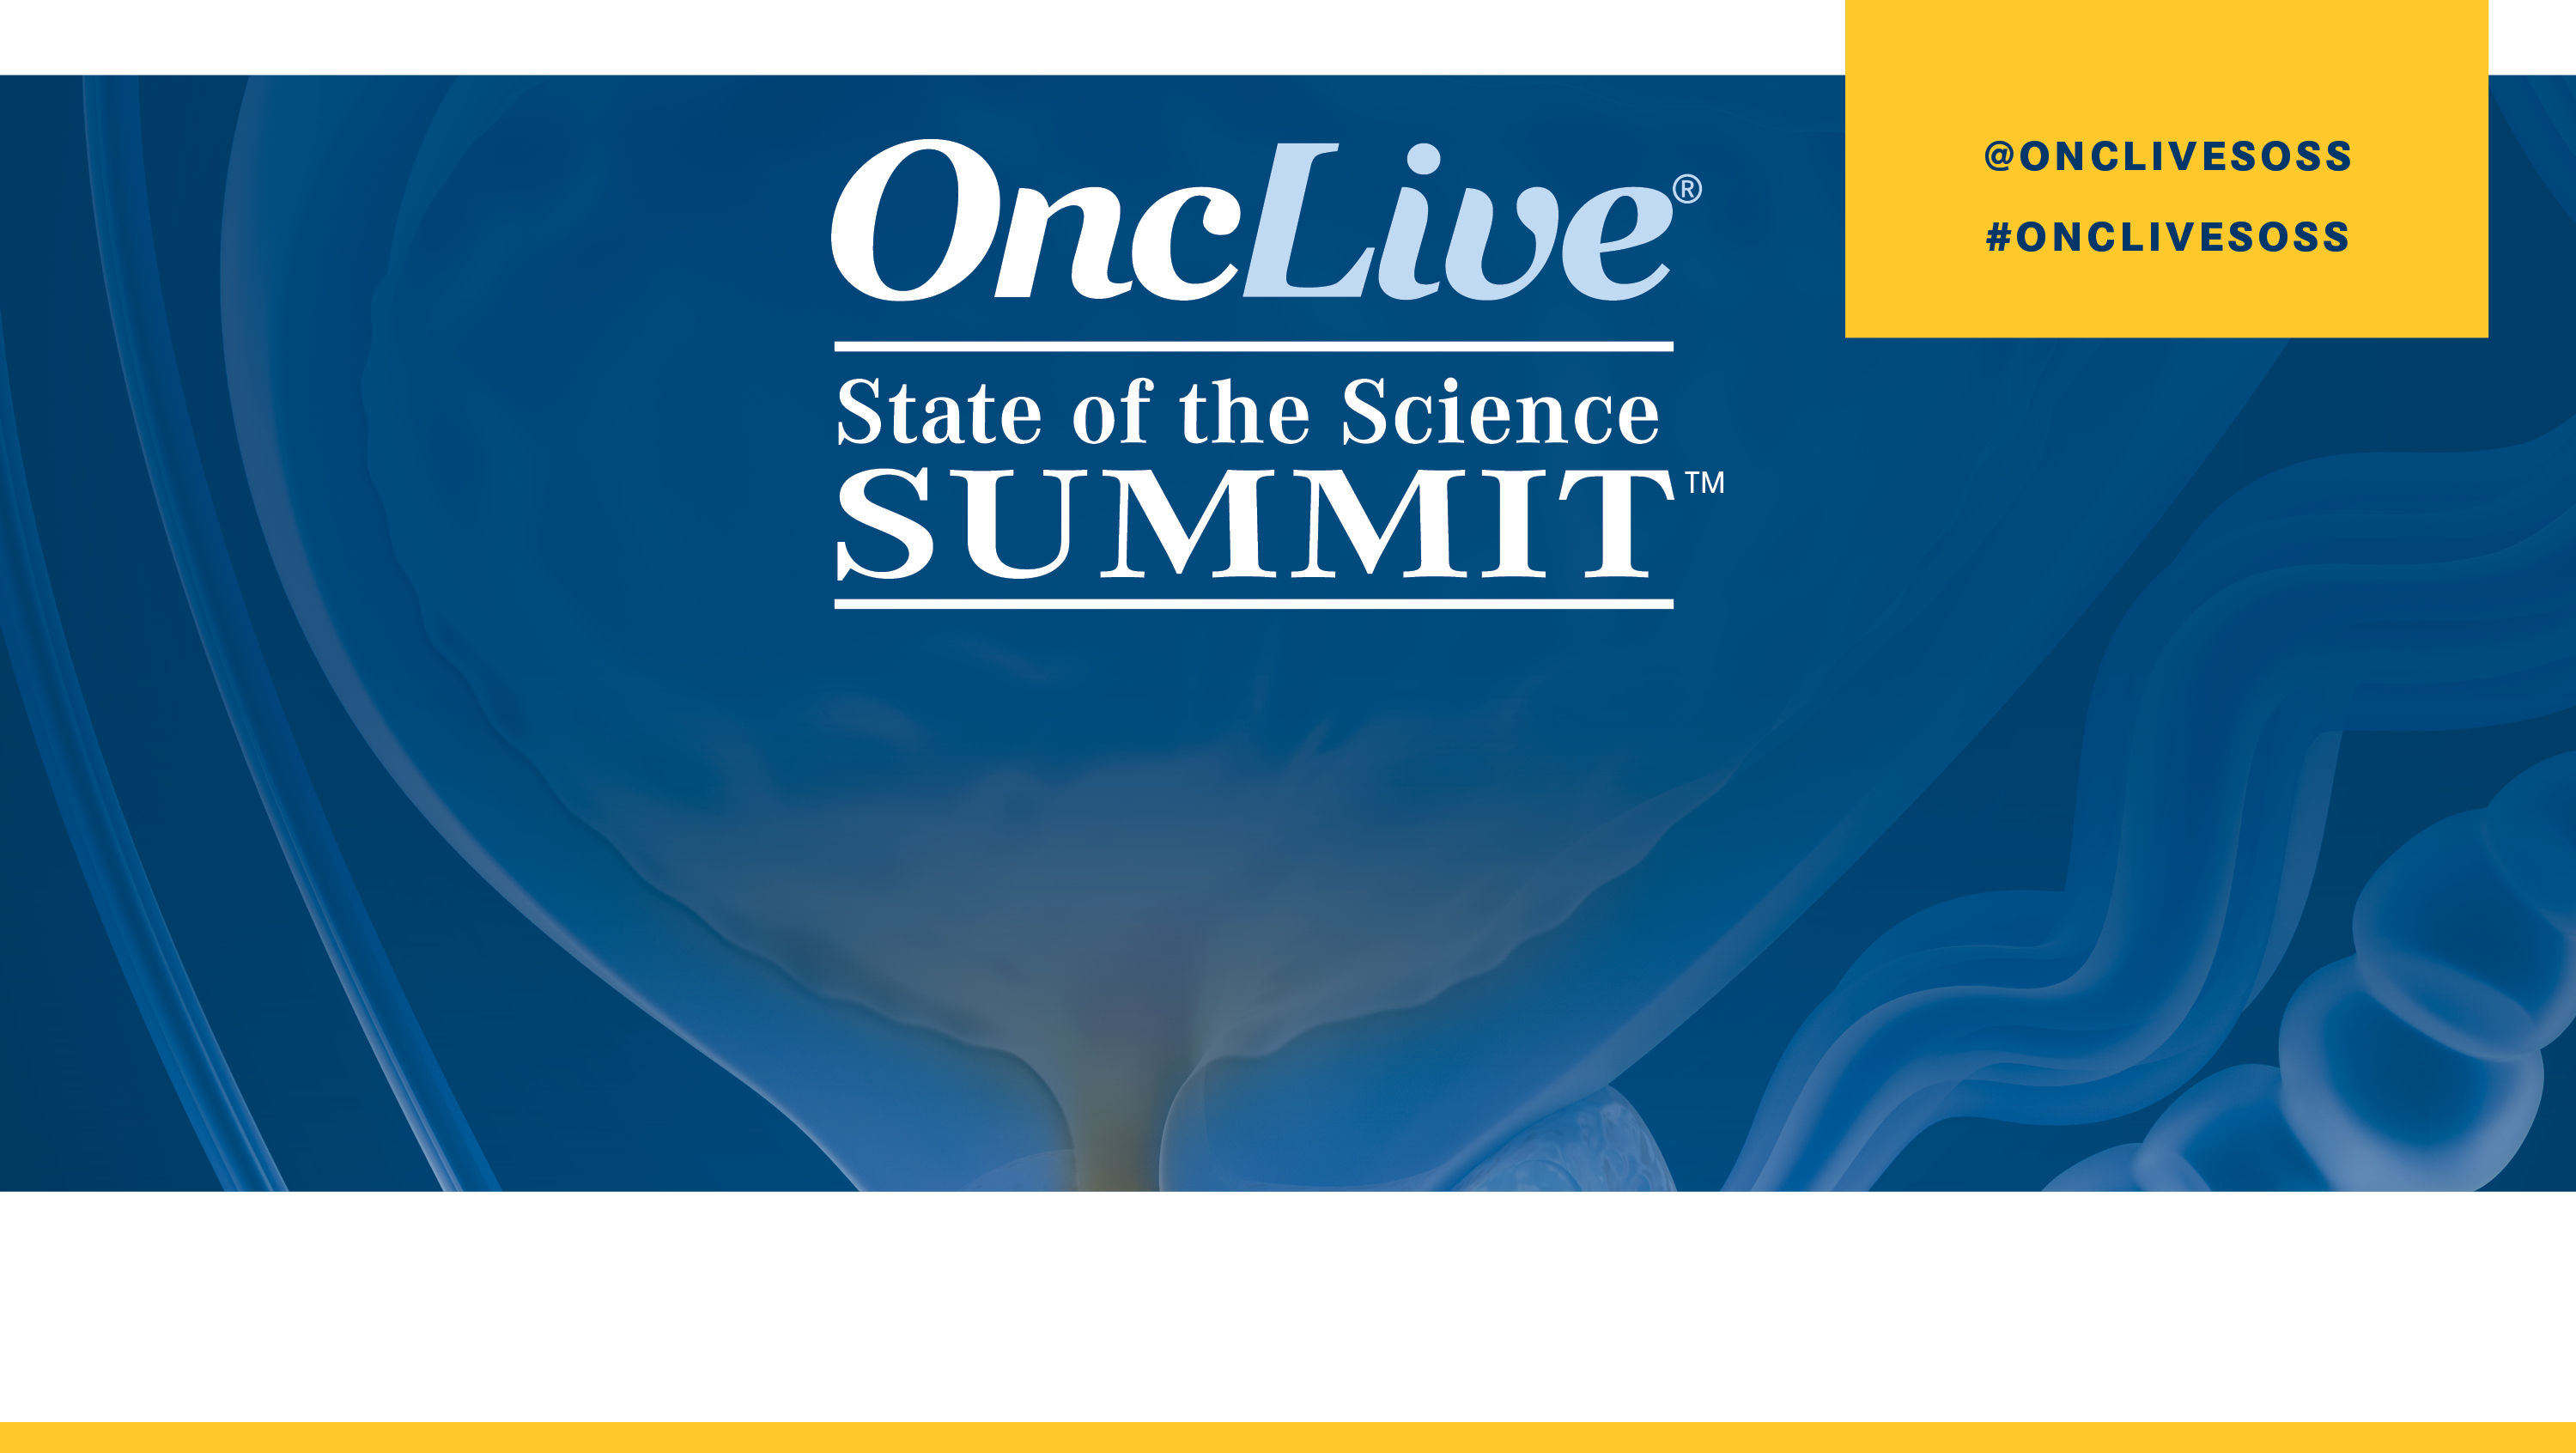 OncLive®
State of the Science
SUMMIT™
@ONCLIVESOSS
#ONCLIVESOSS